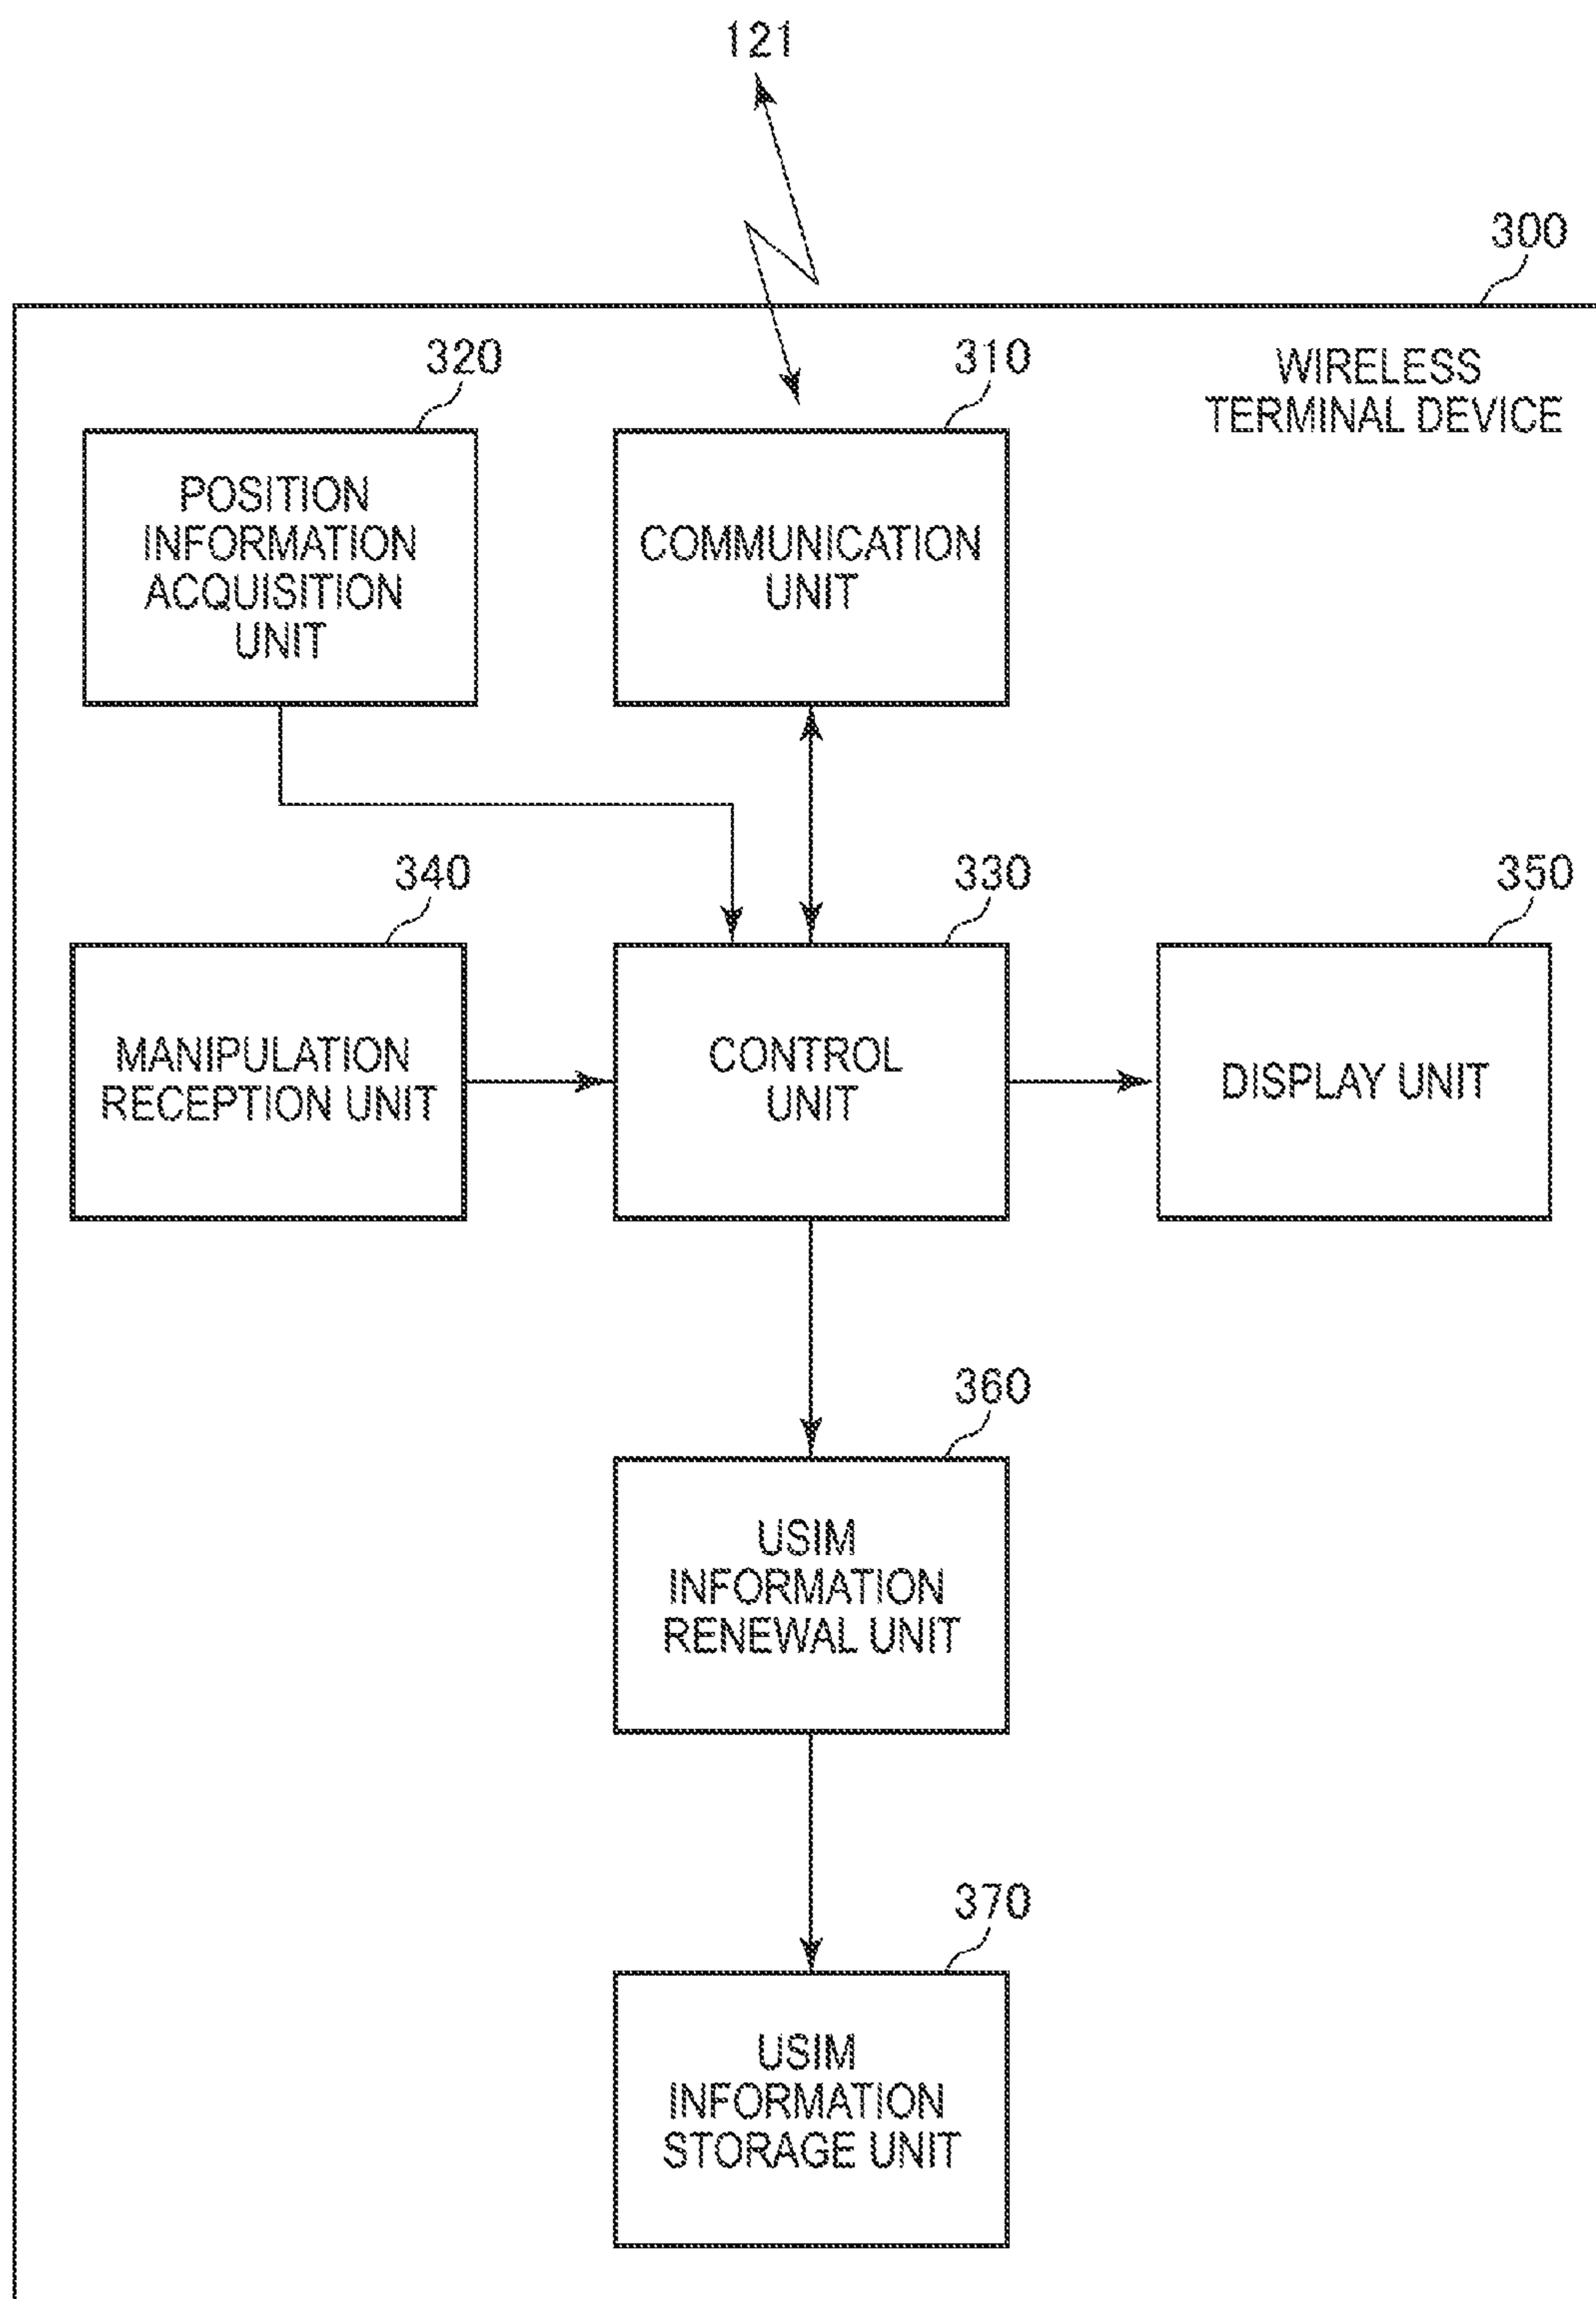 121
300
WIRELESS
TERMINAL DEVICE
320
POSITION
INFORMATION
ACQUISITION
UNIT
310
COMMUNICATION
UNIT
340
MANIPULATION
RECEPTION UNIT
330
CONTROL
UNIT
350
DISPLAY UNIT
360
USIM
INFORMATION
RENEWAL UNIT
370
USIM
INFORMATION
STORAGE UNIT